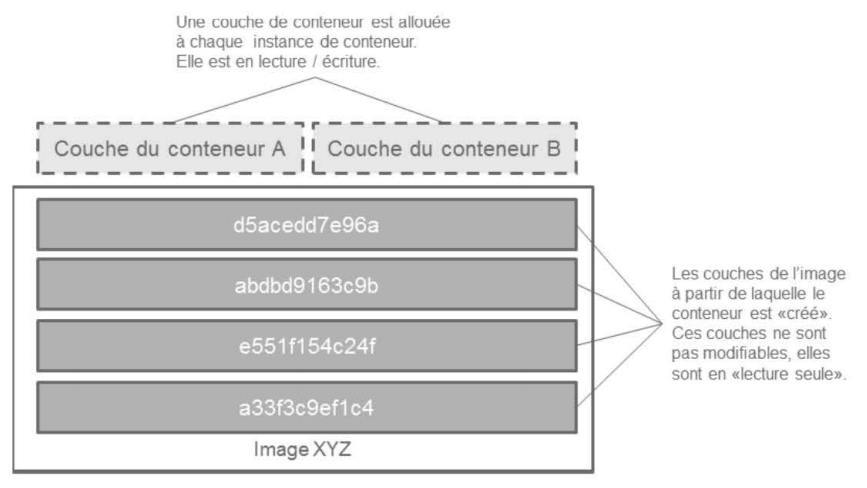 Une couche de conteneur est allouée
à chaque instance de conteneur.
Elle est en lecture / écriture.
Couche du conteneur A
Couche du conteneur B
d5acedd7e96a
abdbd9163c9b
e551f154c24f
a33f3c9ef1c4
Image XYZ
Les couches de l'image
à partir de laquelle le
conteneur est «créé».
Ces couches ne sont
pas modifiables, elles
sont en «lecture seule».